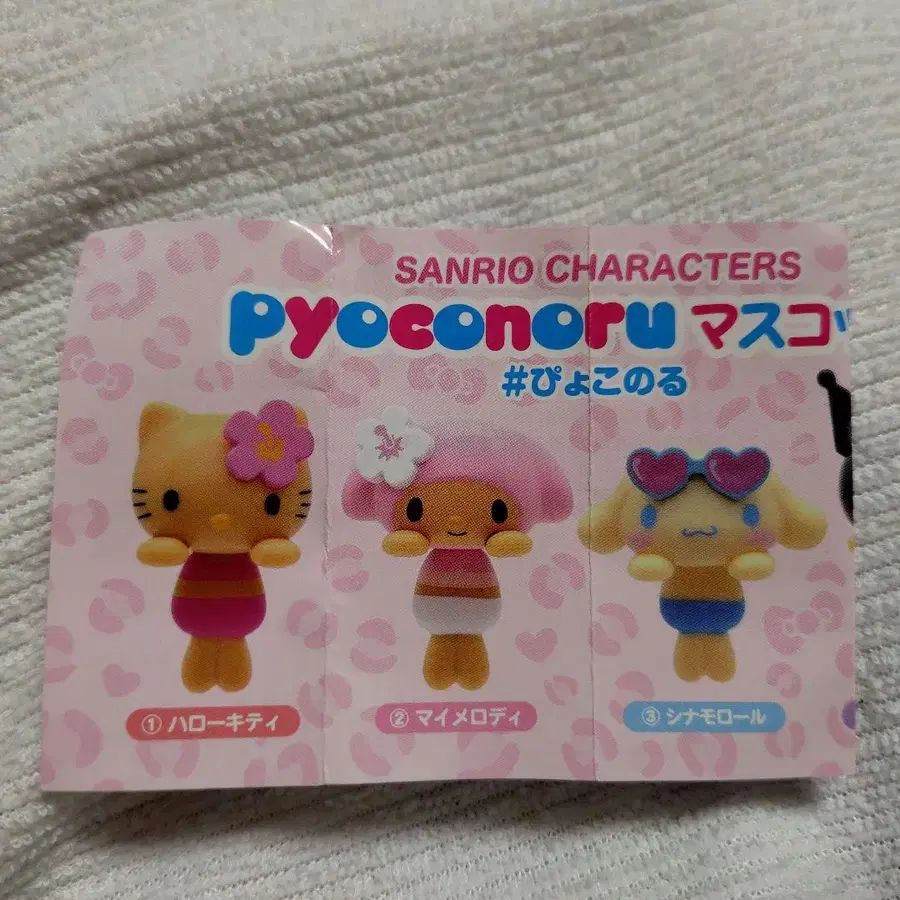 SANRIO CHARACTERS
pyoconoru マスコッ
#ぴょこのる
① ハローキティ
② マイメロディ
③ シナモロール